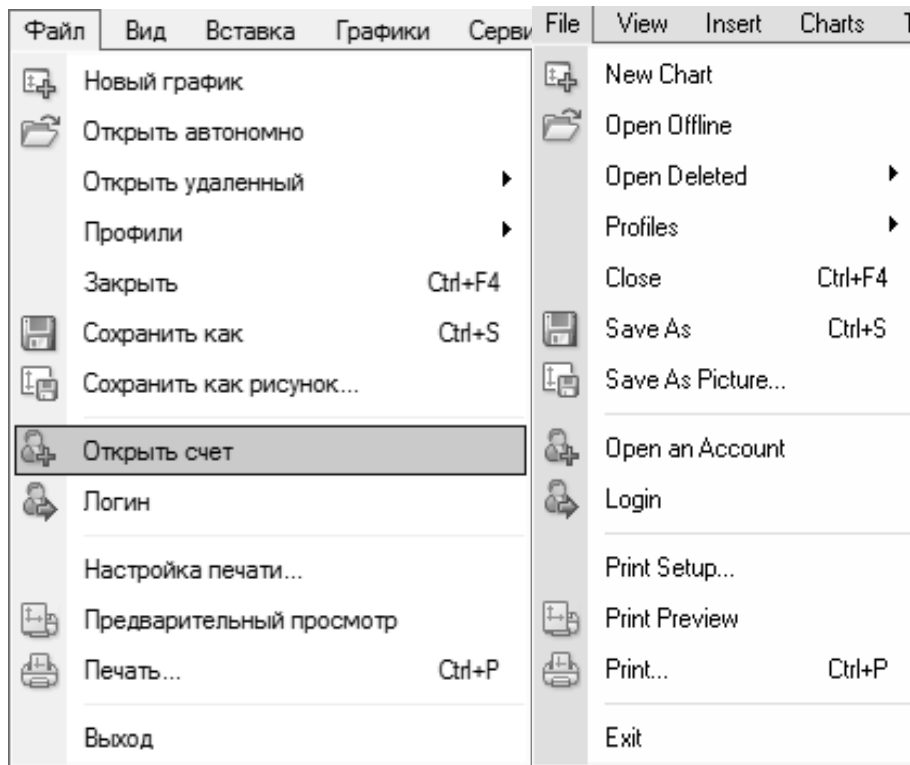 Файл Вид Вставка Графики Серви
Новый график
Открыть автономно
Открыть удаленный
Профили
Закрыть Ctrl+F4
Сохранить как Ctrl+S
Сохранить как рисунок...
Открыть счет
Логин
Настройка печати...
Предварительный просмотр
Печать... Ctrl+P
Выход
File View Insert Charts
New Chart
Open Offline
Open Deleted
Profiles
Close Ctrl+F4
Save As Ctrl+S
Save As Picture...
Open an Account
Login
Print Setup...
Print Preview
Print... Ctrl+P
Exit